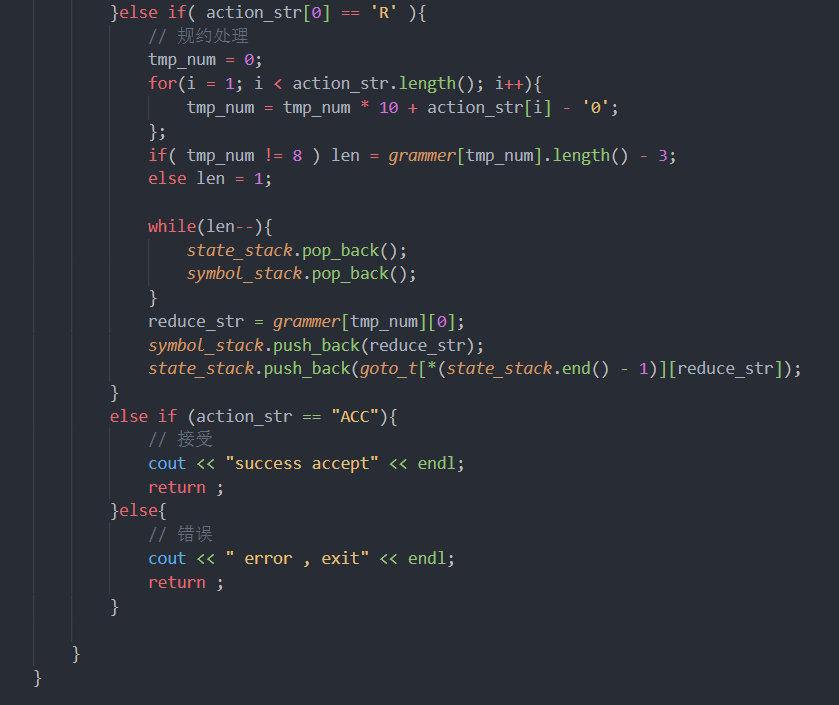 }else if( action_str[0] == 'R' ){
// 规约处理
tmp_num = 0;
for(i = 1; i < action_str.length(); i++){
tmp_num = tmp_num * 10 + action_str[i] - '0';
};
if( tmp_num != 8 ) len = grammer[tmp_num].length() - 3;
else len = 1;
while(len--){
state_stack.pop_back();
symbol_stack.pop_back();
}
reduce_str = grammer[tmp_num][0];
symbol_stack.push_back(reduce_str);
state_stack.push_back(goto_t[*(state_stack.end() - 1)][reduce_str]);
}
else if (action_str == "ACC"){
// 接受
cout << "success accept" << endl;
return ;
}else{
// 错误
cout << " error , exit" << endl;
return ;
}
}
}